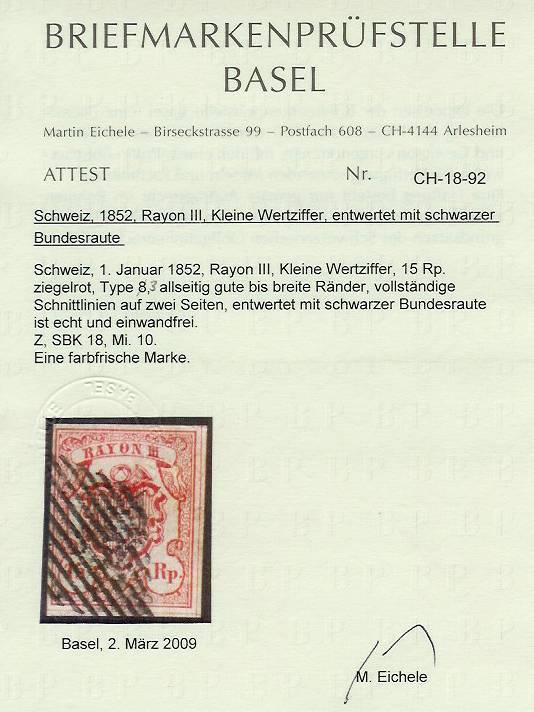 BRIEFMARKENPRÜFSTELLE
BASEL
Martin Eichele – Birseckstrasse 99 – Postfach 608 – CH-4144 Arlesheim
ATTEST Nr. CH-18-92
Schweiz, 1852, Rayon III, Kleine Wertziffer, entwertet mit schwarzer
Bundesraute
Schweiz, 1. Januar 1852, Rayon III, Kleine Wertziffer, 15 Rp.
ziegelrot, Type 8, 3 allseitig gute bis breite Ränder, vollständige
Schnittlinien auf zwei Seiten, entwertet mit schwarzer Bundesraute
ist echt und einwandfrei.
Z, SBK 18, Mi. 10.
Eine farbfrische Marke.
RAYON III
Rp.
Basel, 2. März 2009
M. Eichele